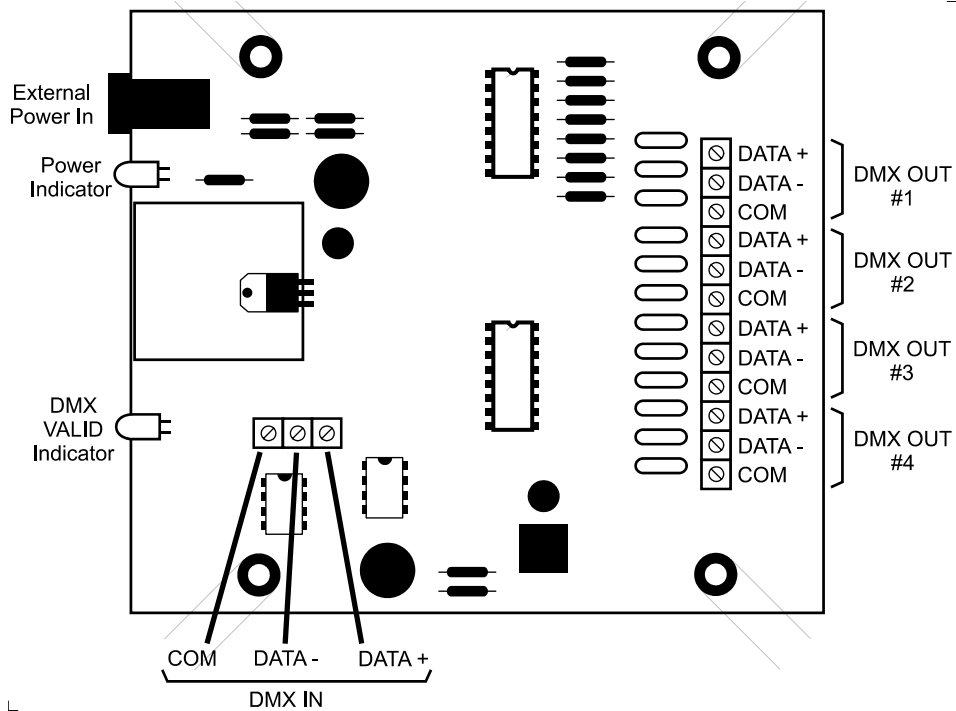 External
Power In
Power
Indicator
DMX
VALID
Indicator
DATA +
DATA -
COM
DMX OUT
#1
DATA +
DATA -
COM
DMX OUT
#2
DATA +
DATA -
COM
DMX OUT
#3
DATA +
DATA -
COM
DMX OUT
#4
COM DATA - DATA +
DMX IN